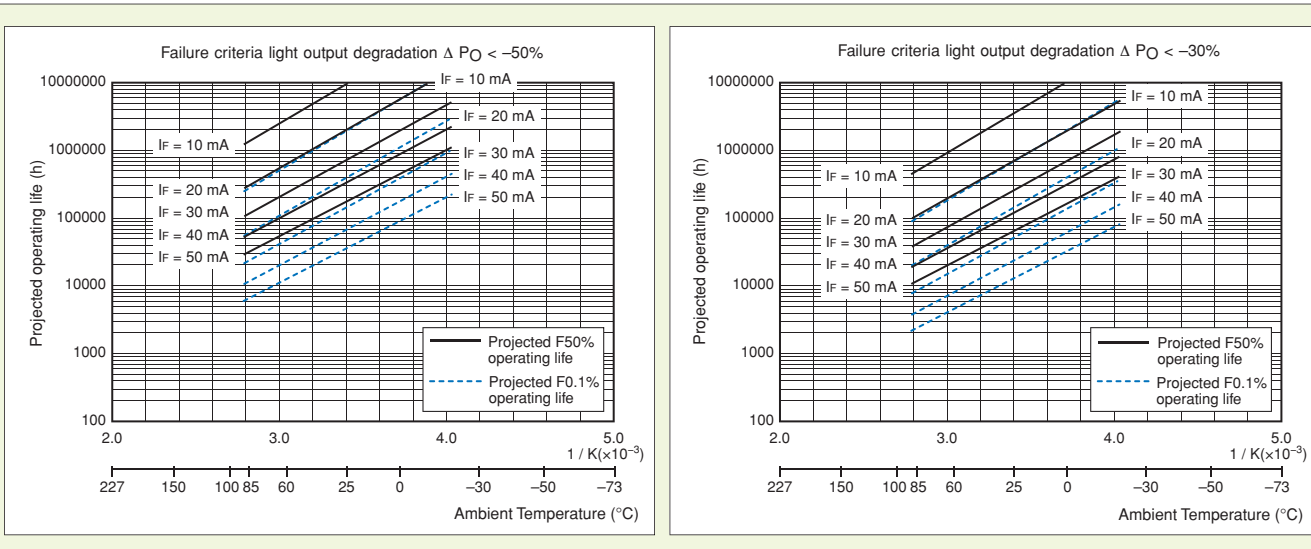 Failure criteria light output degradation Δ PO < –50%
Projected operating life (h)
10000000
1000000
100000
10000
1000
100
IF = 10 mA
IF = 20 mA
IF = 30 mA
IF = 40 mA
IF = 50 mA
IF = 10 mA
IF = 20 mA
IF = 30 mA
IF = 40 mA
IF = 50 mA
Projected F50%
operating life
Projected F0.1%
operating life
2.0 3.0 4.0 5.0
1 / K(×10–3)
227 150 100 85 60 25 0 –30 –50 –73
Ambient Temperature (°C)
Failure criteria light output degradation Δ PO < –30%
Projected operating life (h)
10000000
1000000
100000
10000
1000
100
IF = 10 mA
IF = 20 mA
IF = 30 mA
IF = 40 mA
IF = 50 mA
IF = 10 mA
IF = 20 mA
IF = 30 mA
IF = 40 mA
IF = 50 mA
Projected F50%
operating life
Projected F0.1%
operating life
2.0 3.0 4.0 5.0
1 / K(×10–3)
227 150 100 85 60 25 0 –30 –50 –73
Ambient Temperature (°C)